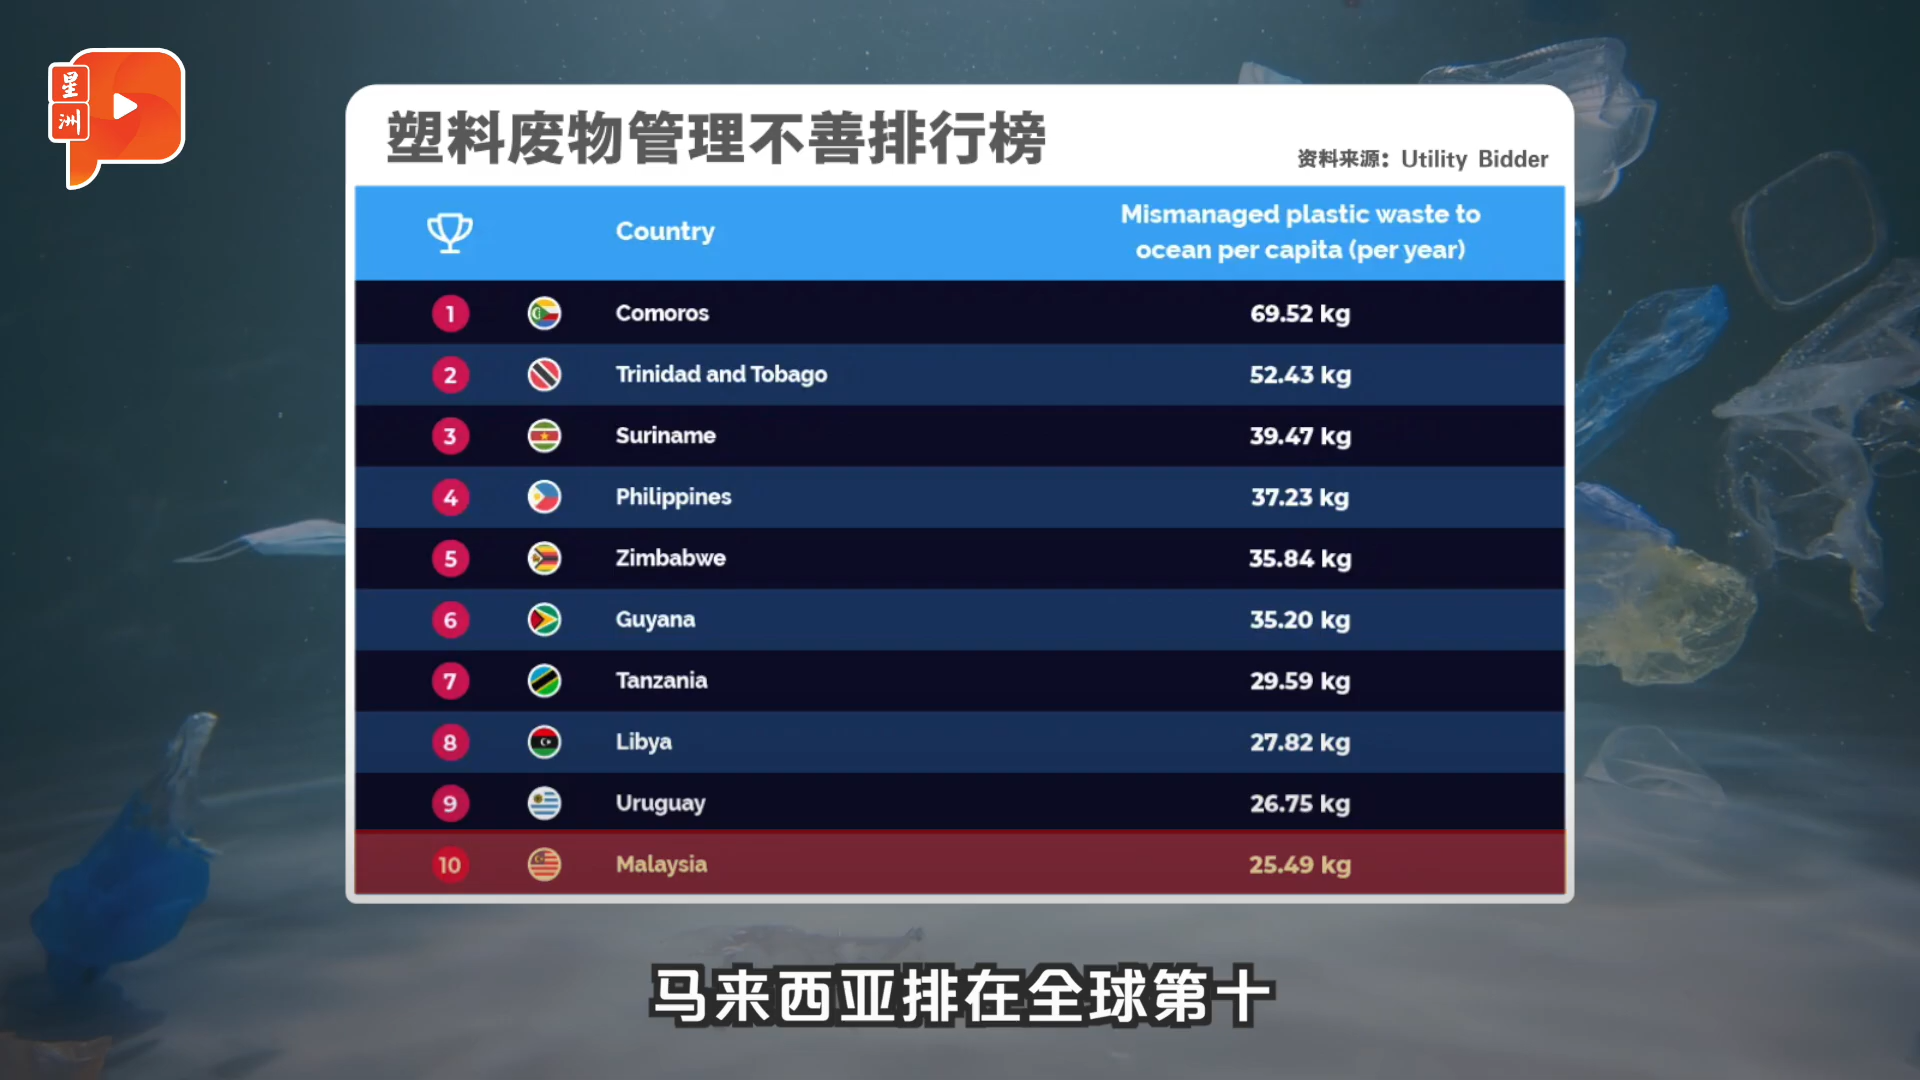 星洲
塑料废物管理不善排行榜
资料来源：Utility Bidder
Country
Mismanaged plastic waste to
ocean per capita (per year)
1 Comoros 69.52 kg
2 Trinidad and Tobago 52.43 kg
3 Suriname 39.47 kg
4 Philippines 37.23 kg
5 Zimbabwe 35.84 kg
6 Guyana 35.20 kg
7 Tanzania 29.59 kg
8 Libya 27.82 kg
9 Uruguay 26.75 kg
10 Malaysia 25.49 kg
马来西亚排在全球第十